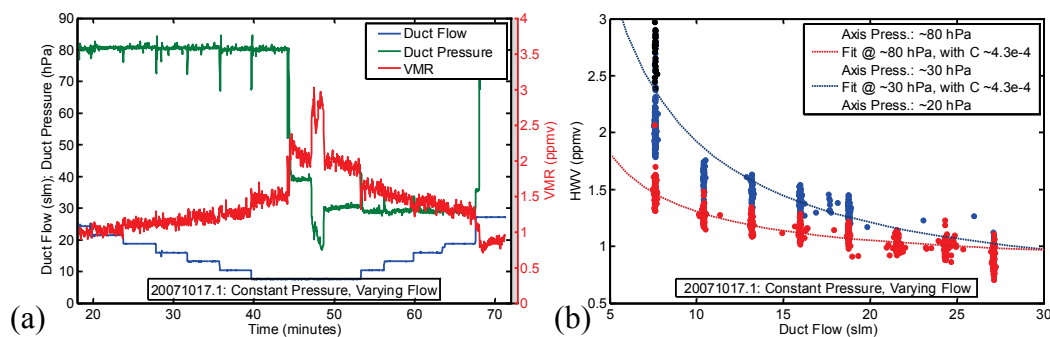 Duct Flow (slm); Duct Pressure (hPa)
90
80
70
60
50
40
30
20
10
0
20 30 40 50 60 70
Time (minutes)
Duct Flow
Duct Pressure
VMR
4
3.5
3
2.5
2
1.5
1
0.5
0
VMR (ppmv)
20071017.1: Constant Pressure, Varying Flow
(a)
HWV (ppmv)
3
2.5
2
1.5
1
0.5
5 10 15 20 25 30
Duct Flow (slm)
Axis Press.: ~80 hPa
Fit @ ~80 hPa, with C ~4.3e-4
Axis Press.: ~30 hPa
Fit @ ~30 hPa, with C ~4.3e-4
Axis Press.: ~20 hPa
20071017.1: Constant Pressure, Varying Flow
(b)